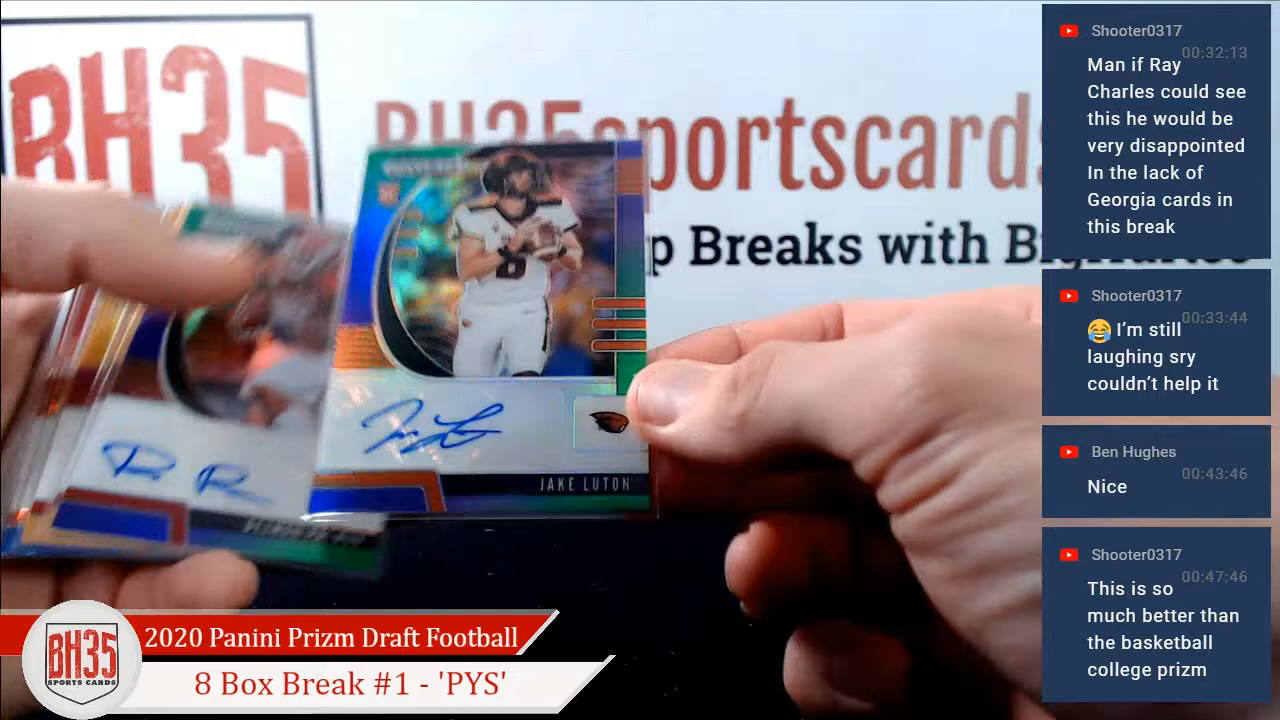 BH35
BH35sportscards
p Breaks with B
JAKE LUTON
Shooter0317
00:32:13
Man if Ray
Charles could see
this he would be
very disappointed
In the lack of
Georgia cards in
this break
Shooter0317
00:33:44
😂 I'm still
laughing sry
couldn't help it
Ben Hughes
00:43:46
Nice
Shooter0317
00:47:46
This is so
much better than
the basketball
college prizm
BH35
SPORTS CARDS
2020 Panini Prizm Draft Football
8 Box Break #1 - 'PYS'